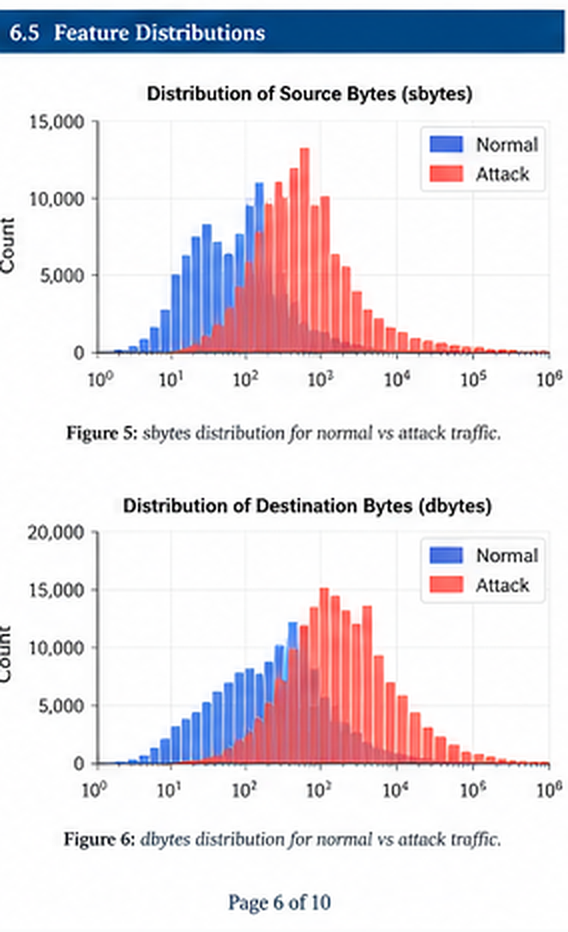 6.5 Feature Distributions
Distribution of Source Bytes (sbytes)
15,000
10,000
5,000
0
Count
Normal
Attack
10⁰ 10¹ 10² 10³ 10⁴ 10⁵ 10⁶
Figure 5: sbytes distribution for normal vs attack traffic.
Distribution of Destination Bytes (dbytes)
20,000
15,000
10,000
5,000
0
Count
Normal
Attack
10⁰ 10¹ 10² 10² 10⁴ 10⁶ 10⁶
Figure 6: dbytes distribution for normal vs attack traffic.
Page 6 of 10